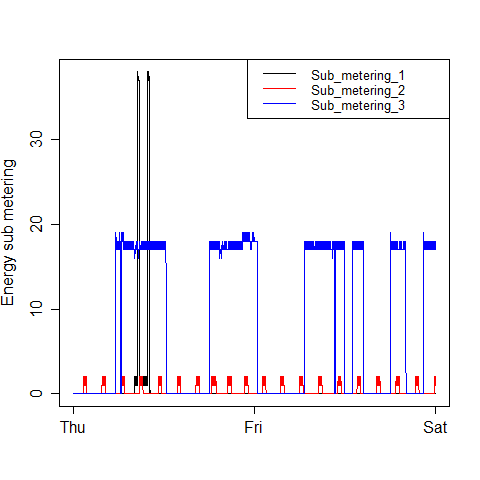 Sub_metering_1
Sub_metering_2
Sub_metering_3
Energy sub metering
30
20
10
0
Thu
Fri
Sat